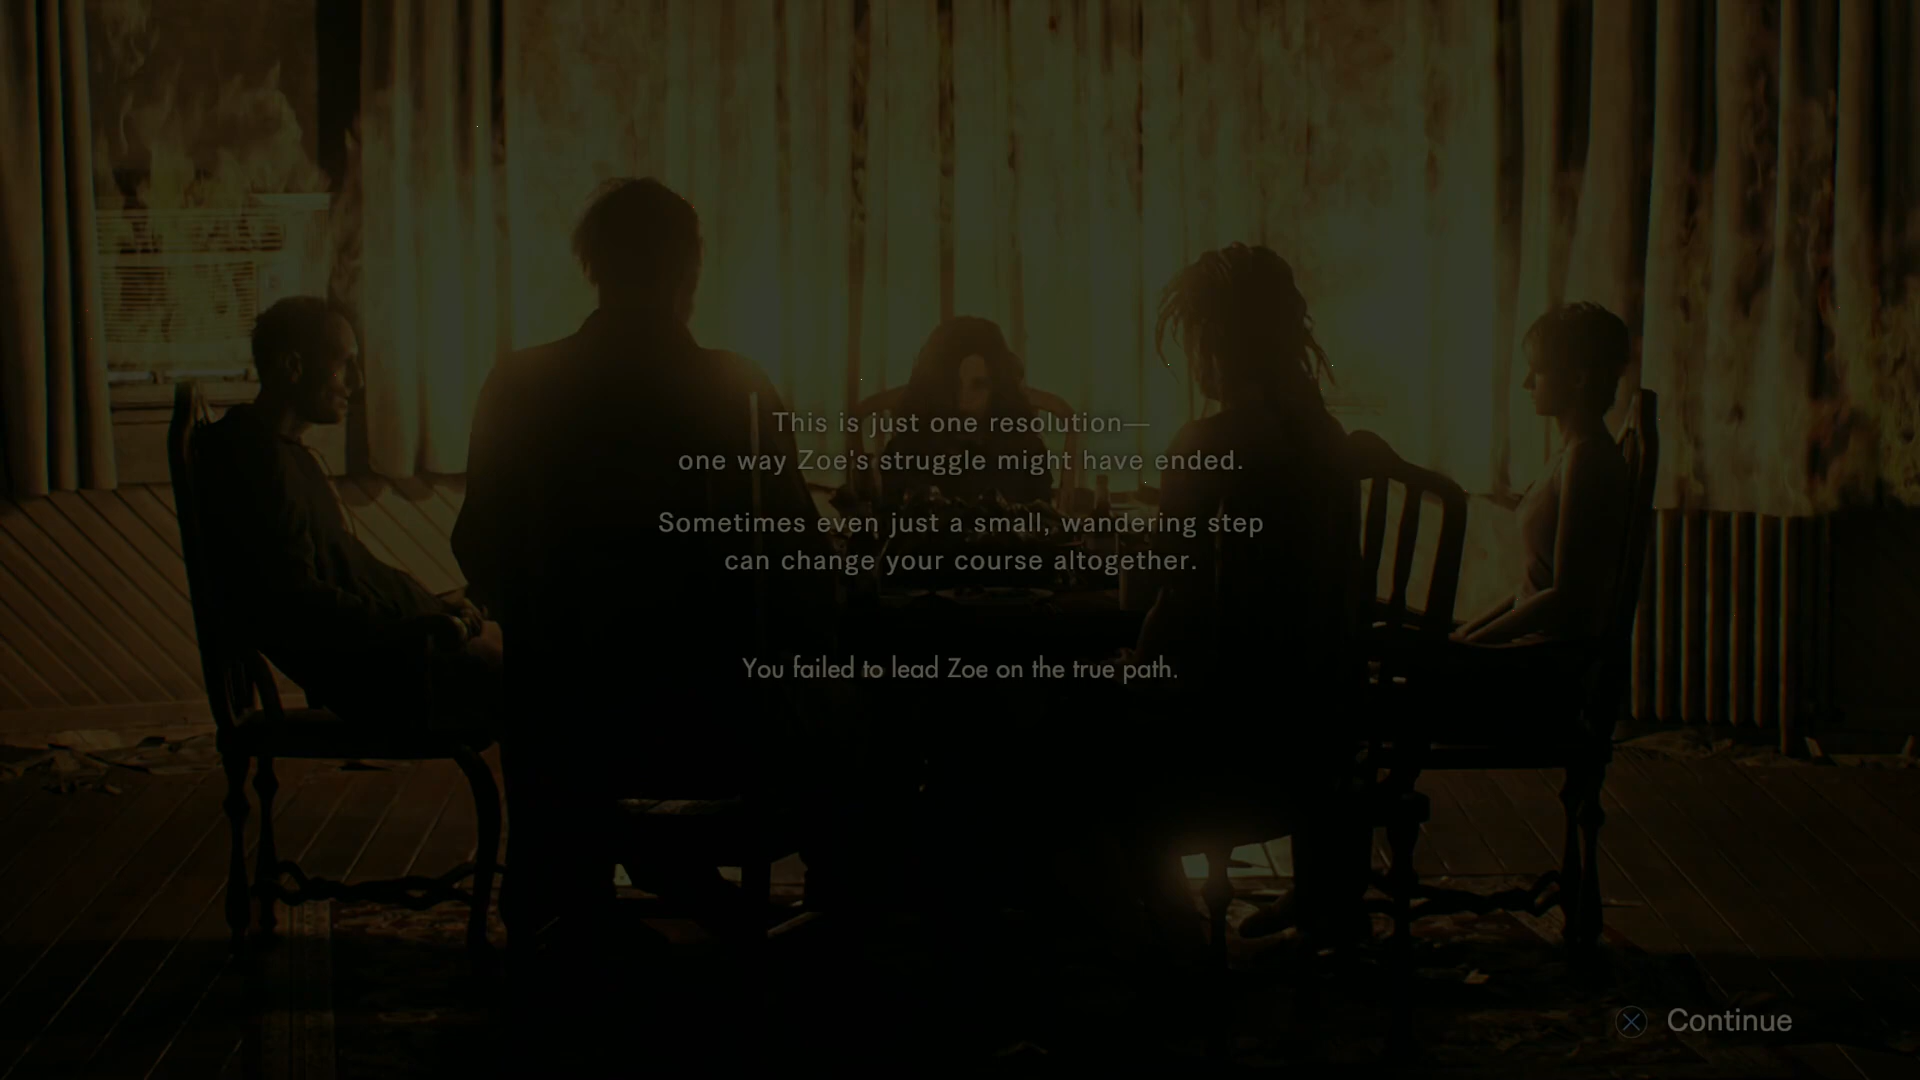 This is just one resolution—
one way Zoe's struggle might have ended.
Sometimes even just a small, wandering step
can change your course altogether.
You failed to lead Zoe on the true path.
Continue